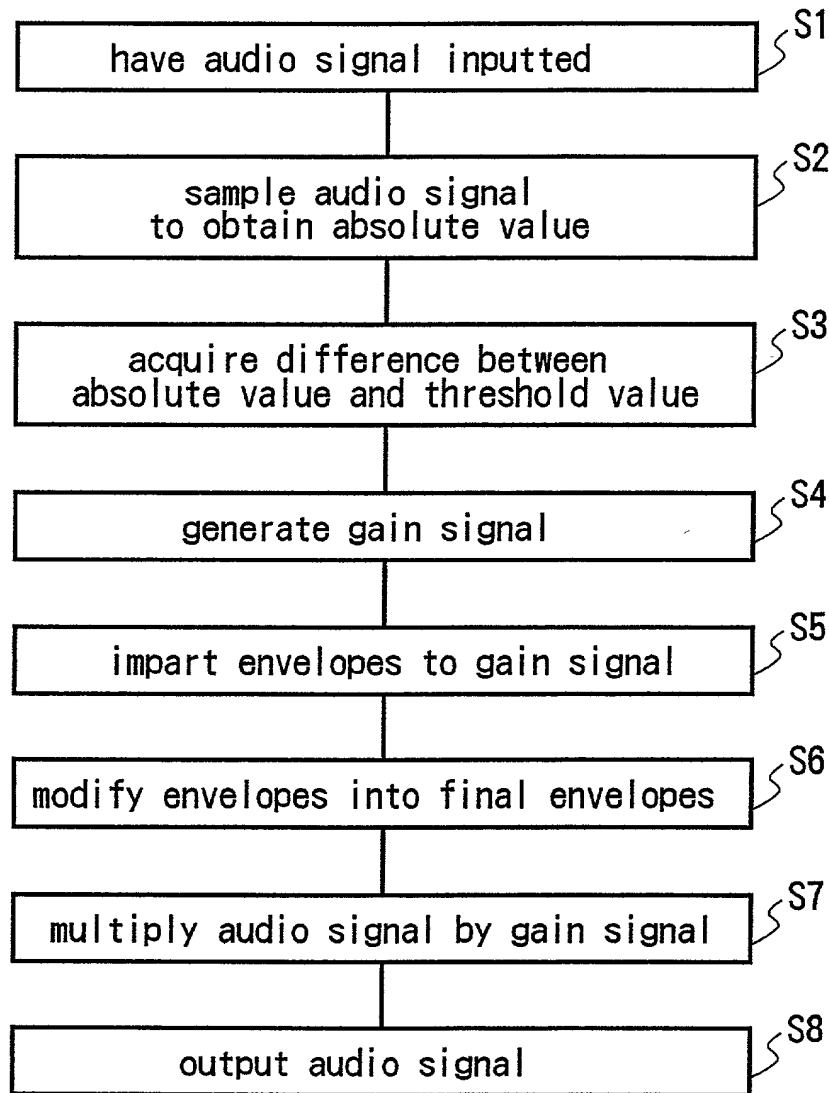 S1
have audio signal inputted
S2
sample audio signal
to obtain absolute value
S3
acquire difference between
absolute value and threshold value
S4
generate gain signal
S5
impart envelopes to gain signal
S6
modify envelopes into final envelopes
S7
multiply audio signal by gain signal
S8
output audio signal